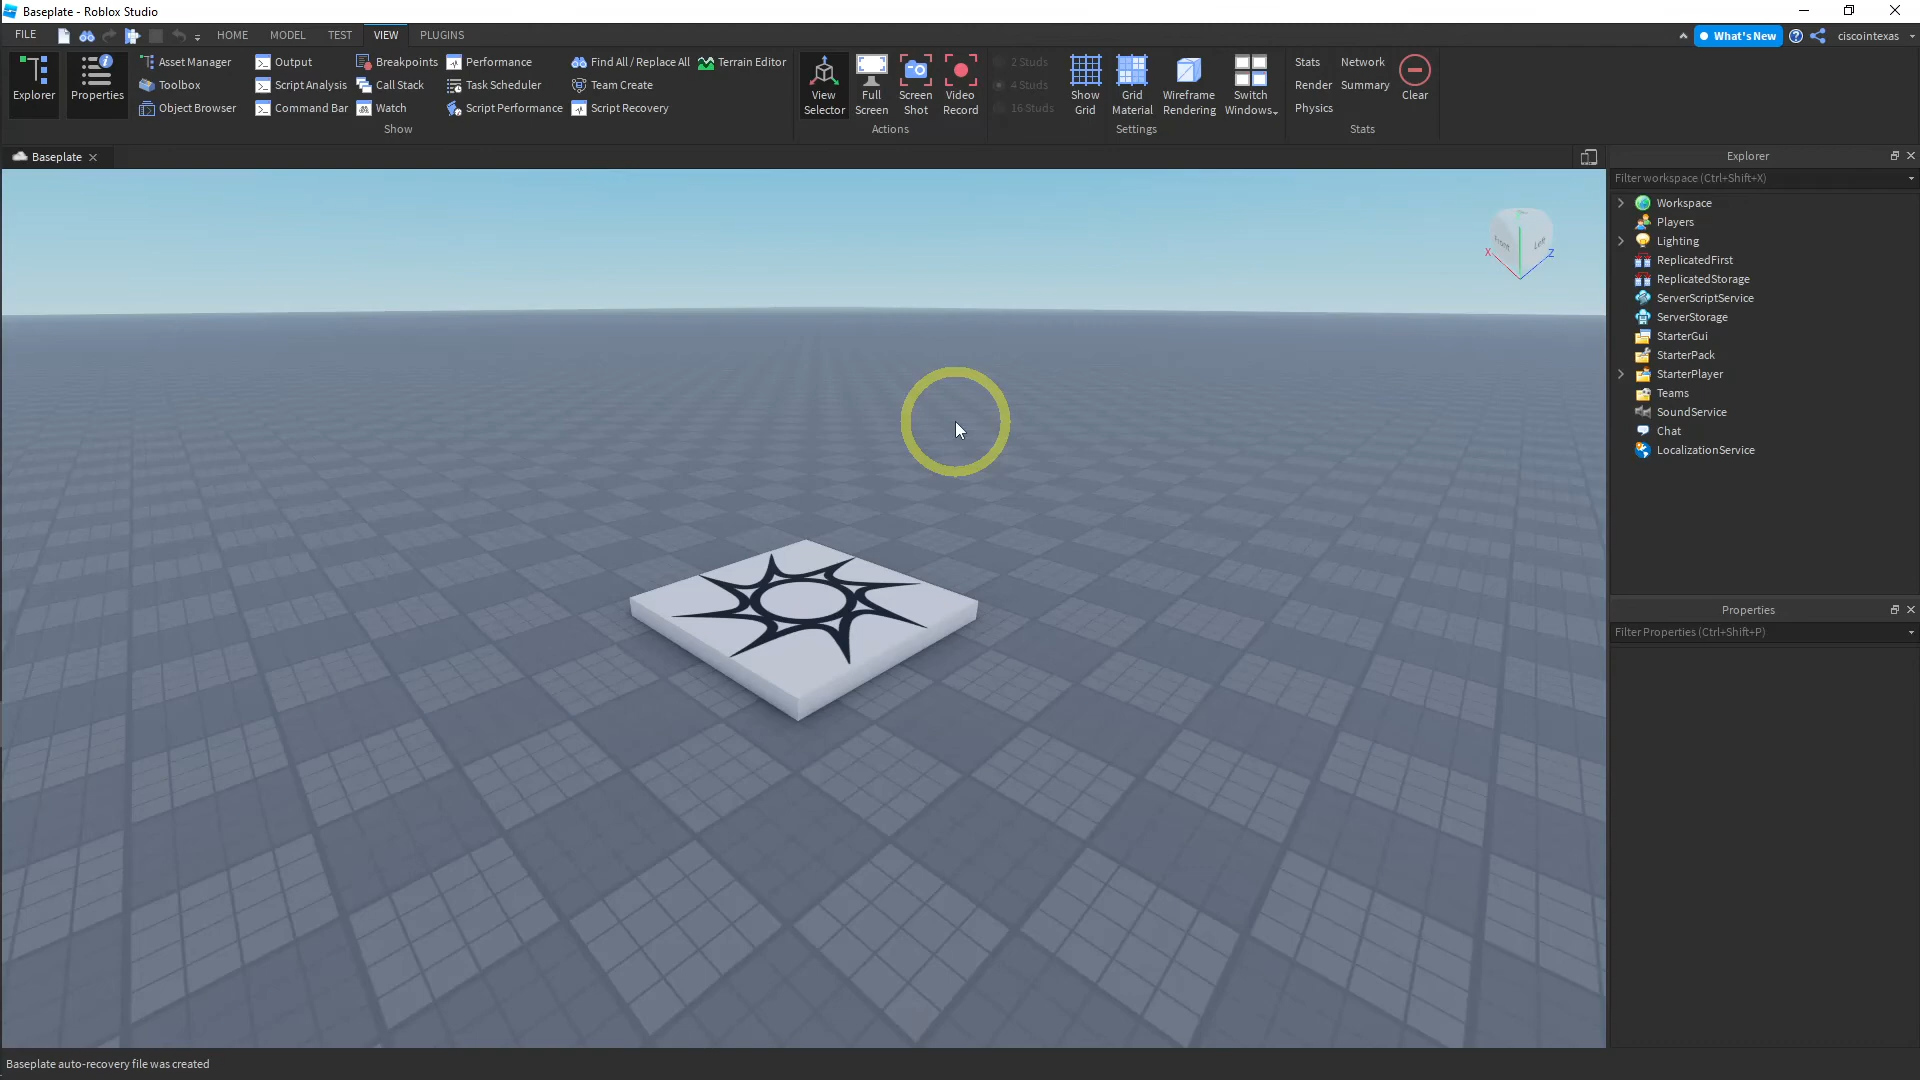 Baseplate - Roblox Studio
FILE HOME MODEL TEST VIEW PLUGINS What's New ciscointexas
Explorer
Properties
Asset Manager
Toolbox
Object Browser
Output
Script Analysis
Command Bar
Breakpoints
Call Stack
Watch
Performance
Task Scheduler
Script Performance
Find All / Replace All
Team Create
Script Recovery
Terrain Editor
Show
View
Selector
Full
Screen
Screen
Shot
Video
Record
Actions
2 Studs
4 Studs
16 Studs
Show
Grid
Grid
Material
Wireframe
Rendering
Switch
Windows
Settings
Stats
Render
Physics
Network
Summary
Clear
Stats
Baseplate
Front
Left
X
Z
Explorer
Filter workspace (Ctrl+Shift+X)
Workspace
Players
Lighting
ReplicatedFirst
ReplicatedStorage
ServerScriptService
ServerStorage
StarterGui
StarterPack
StarterPlayer
Teams
SoundService
Chat
LocalizationService
Properties
Filter Properties (Ctrl+Shift+P)
Baseplate auto-recovery file was created